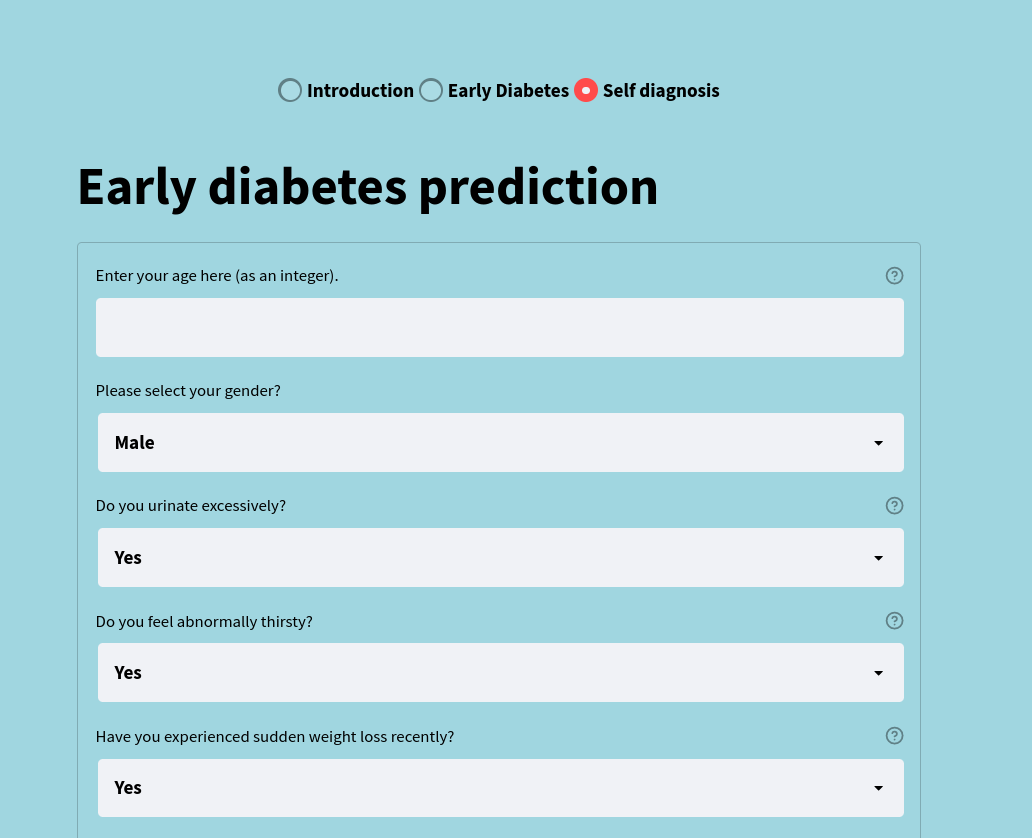 Introduction Early Diabetes Self diagnosis
Early diabetes prediction
Enter your age here (as an integer).
Please select your gender?
Male
Do you urinate excessively?
Yes
Do you feel abnormally thirsty?
Yes
Have you experienced sudden weight loss recently?
Yes